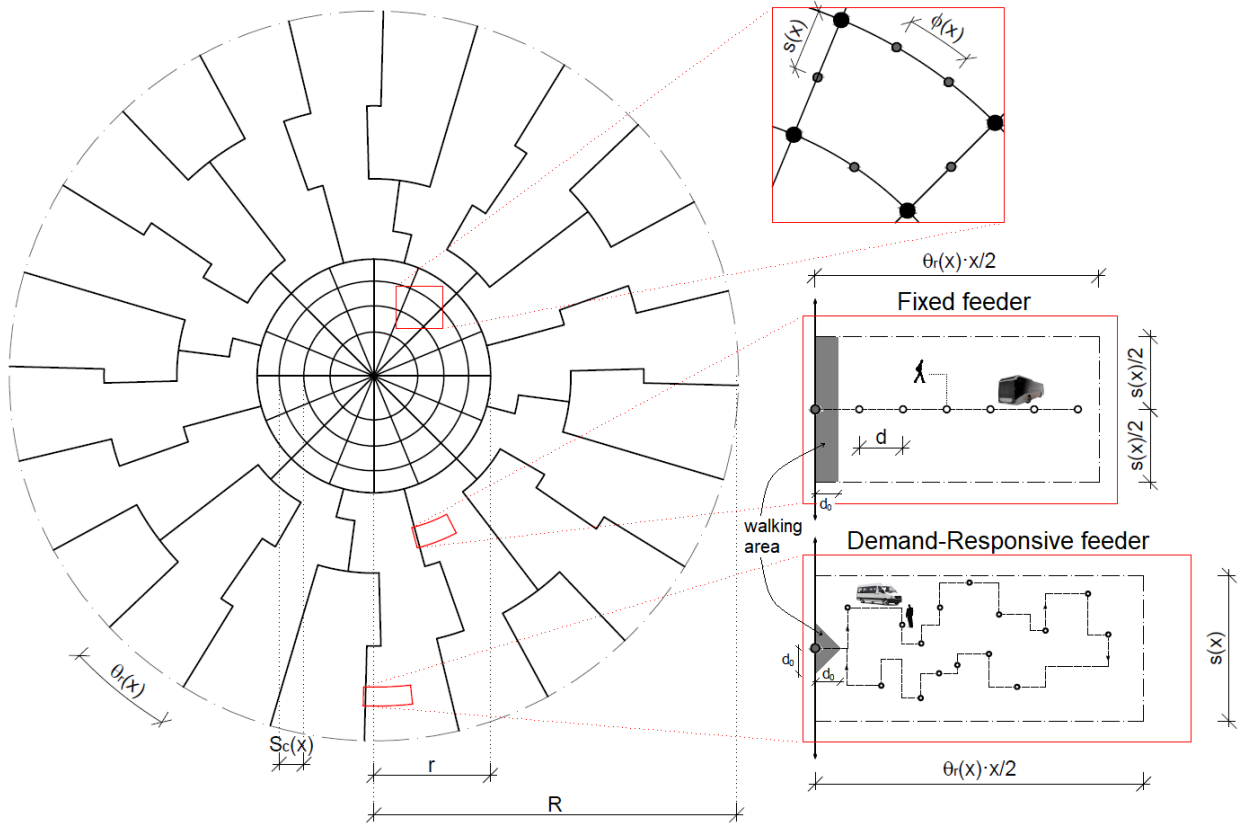 s(x)
ϕ(x)
θr(x)·x/2
Fixed feeder
s(x)/2
s(x)/2
d
d0
walking
area
Demand-Responsive feeder
d0
d0
s(x)
θr(x)·x/2
θr(x)
Sc(x)
r
R